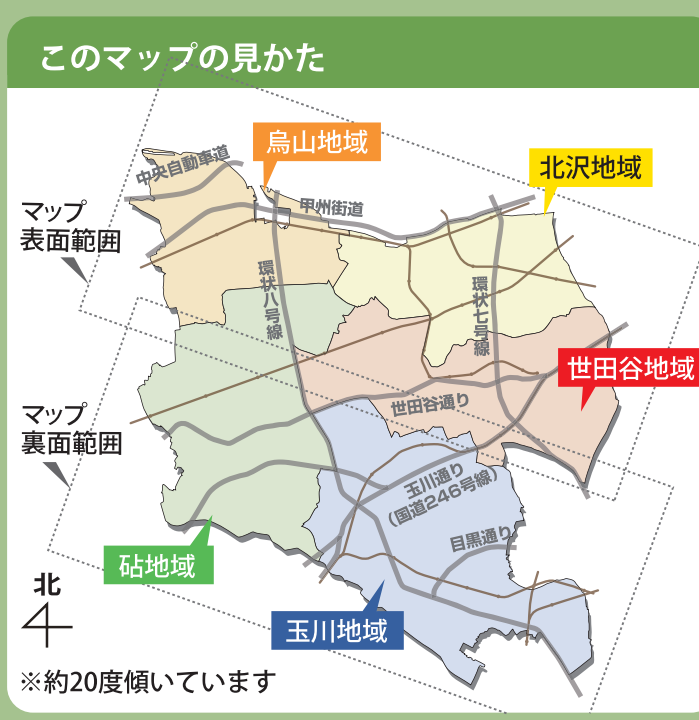 このマップの見かた
烏山地域
中央自動車道
北沢地域
甲州街道
マップ
表面範囲
環状八号線
環状七号線
世田谷地域
世田谷通り
マップ
裏面範囲
玉川通り
(国道246号線)
目黒通り
砧地域
北
玉川地域
※約20度傾いています